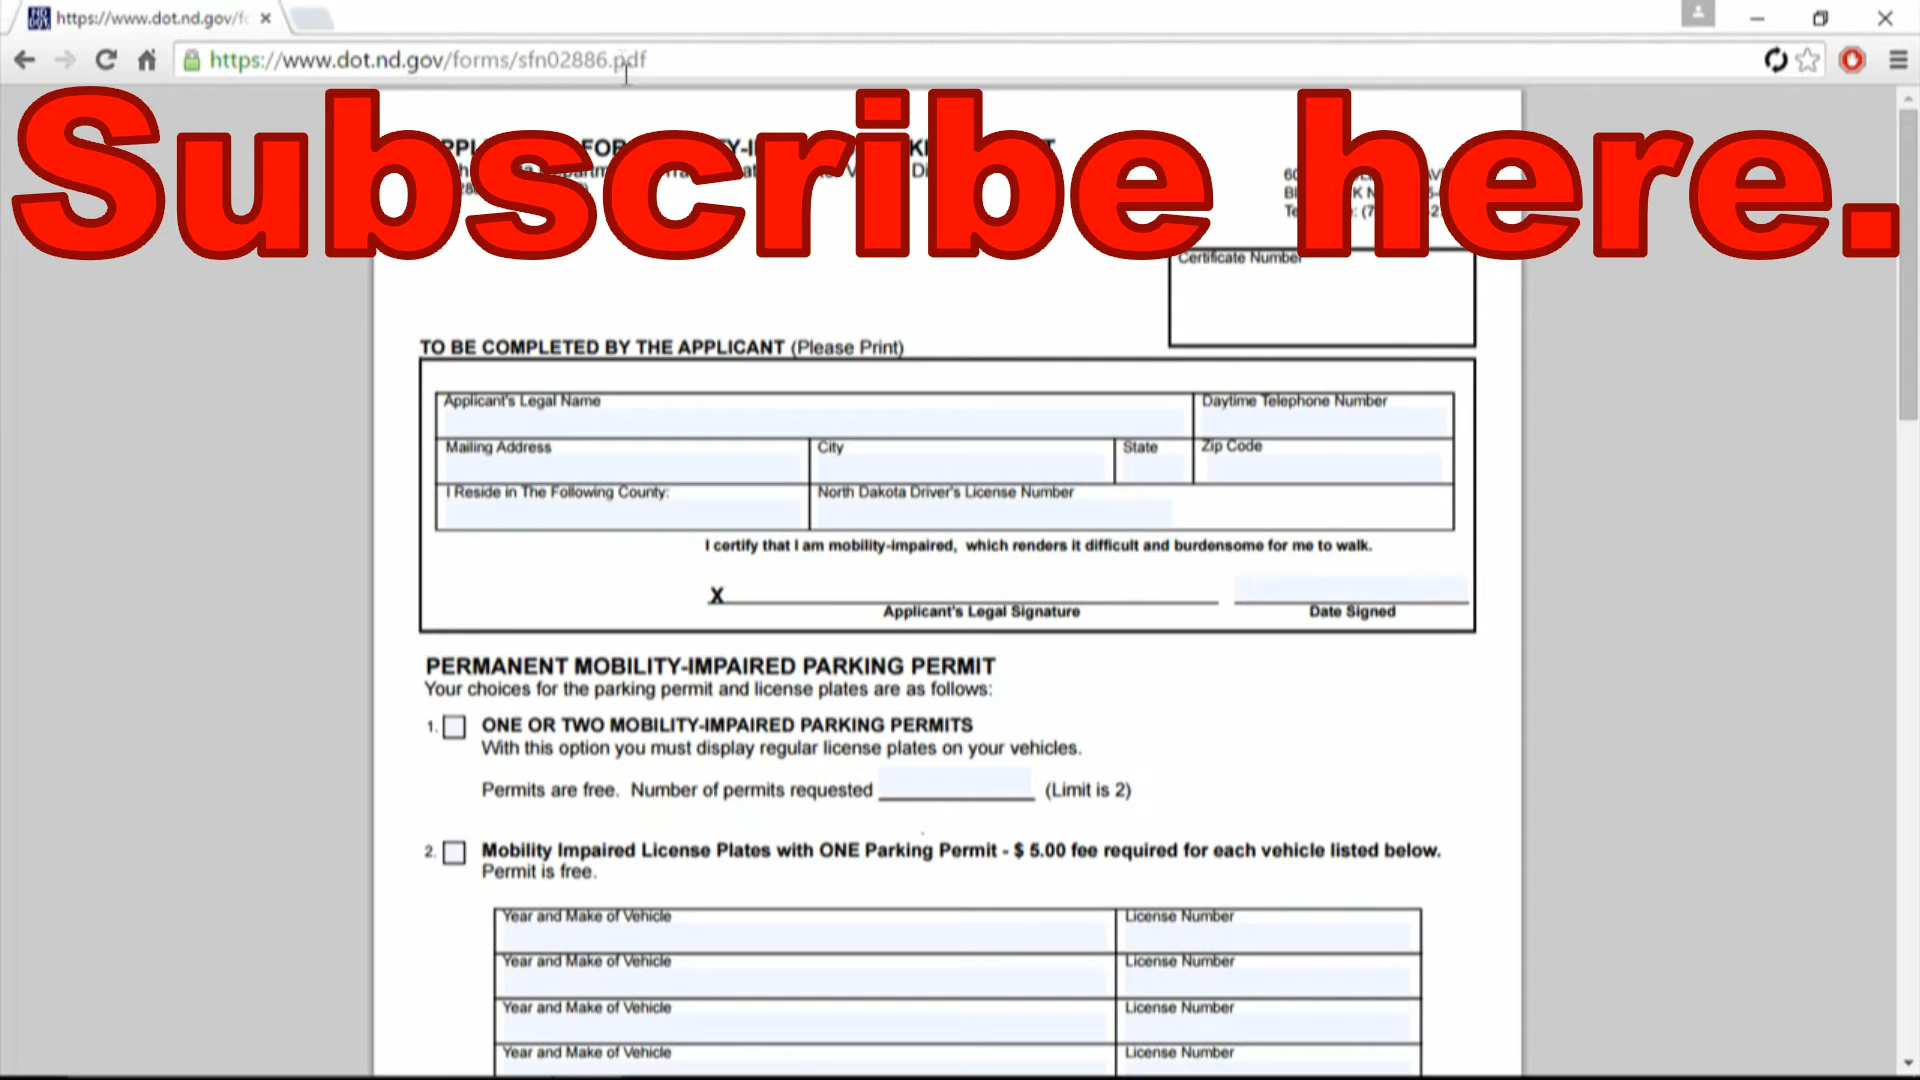 https://www.dot.nd.gov/fo
https://www.dot.nd.gov/forms/sfn02886.pdf
Subscribe here.
Certificate Number
TO BE COMPLETED BY THE APPLICANT (Please Print)
Applicant's Legal Name
Daytime Telephone Number
Mailing Address
City
State
Zip Code
I Reside in The Following County:
North Dakota Driver's License Number
I certify that I am mobility-impaired, which renders it difficult and burdensome for me to walk.
X
Applicant's Legal Signature
Date Signed
PERMANENT MOBILITY-IMPAIRED PARKING PERMIT
Your choices for the parking permit and license plates are as follows:
1. ONE OR TWO MOBILITY-IMPAIRED PARKING PERMITS
With this option you must display regular license plates on your vehicles.
Permits are free. Number of permits requested (Limit is 2)
2. Mobility Impaired License Plates with ONE Parking Permit - $ 5.00 fee required for each vehicle listed below.
Permit is free.
Year and Make of Vehicle
License Number
Year and Make of Vehicle
License Number
Year and Make of Vehicle
License Number
Year and Make of Vehicle
License Number